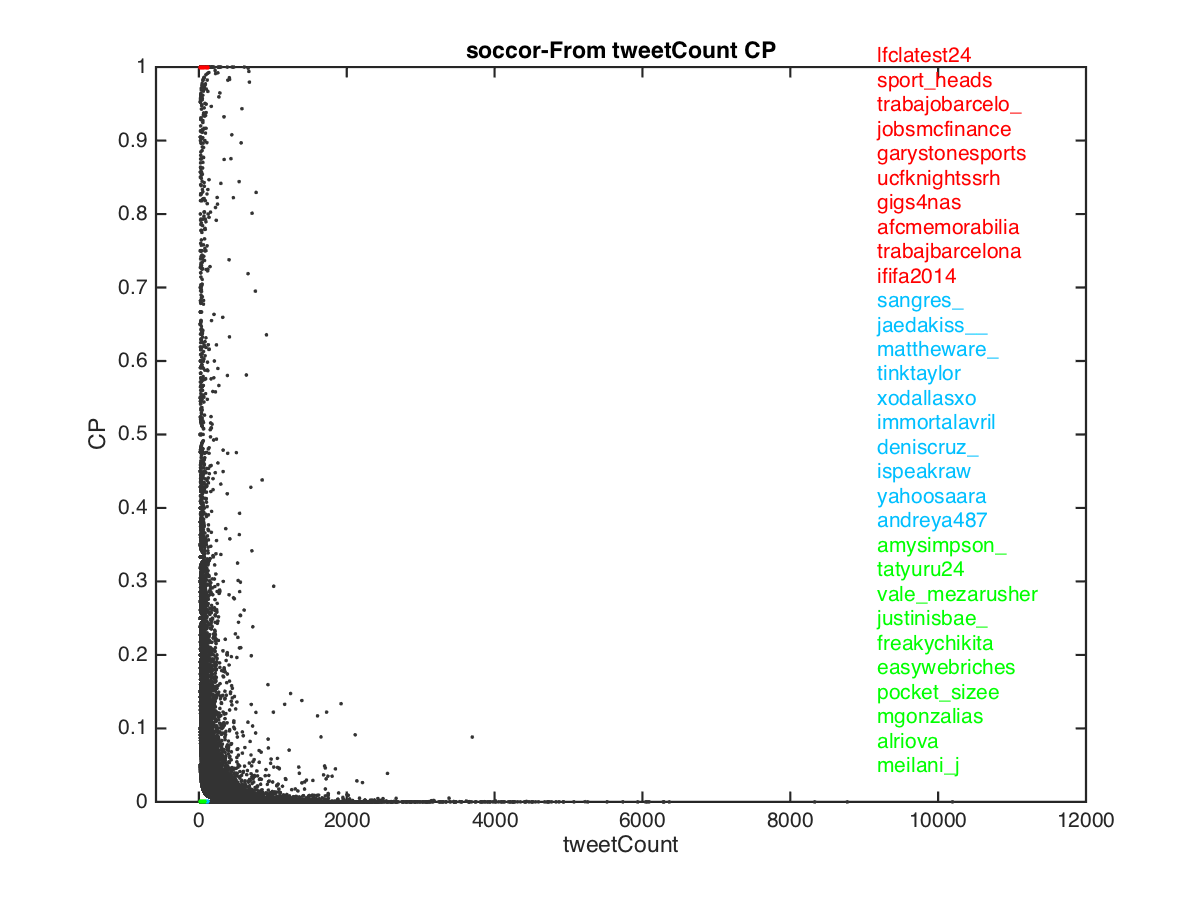 soccor-From tweetCount CP
lfclatest24
sport_heads
trabajobarcelo_
jobsmcfinance
garystonesports
ucfknightssrh
gigs4nas
afcmemorabilia
trabajbarcelona
ififa2014
sangres_
jaedakiss__
mattheware_
tinktaylor
xodallasxo
immortalavril
deniscruz_
ispeakraw
yahoosaara
andreya487
amysimpson_
tatyuru24
vale_mezarusher
justinisbae_
freakychikita
easywebriches
pocket_sizee
mgonzalias
alriova
meilani_j
1
0.9
0.8
0.7
0.6
0.5
0.4
0.3
0.2
0.1
0
CP
0 2000 4000 6000 8000 10000 12000
tweetCount